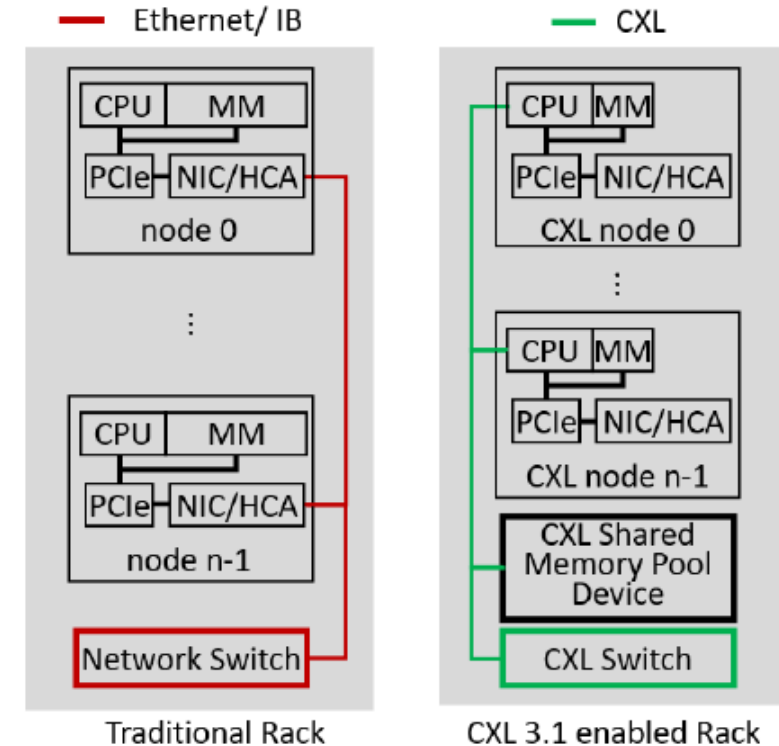 Ethernet/ IB
CPU MM
PCIe NIC/HCA
node 0
⋮
CPU MM
PCIe NIC/HCA
node n-1
Network Switch
Traditional Rack
CXL
CPU MM
PCIe NIC/HCA
CXL node 0
⋮
CPU MM
PCIe NIC/HCA
CXL node n-1
CXL Shared
Memory Pool
Device
CXL Switch
CXL 3.1 enabled Rack